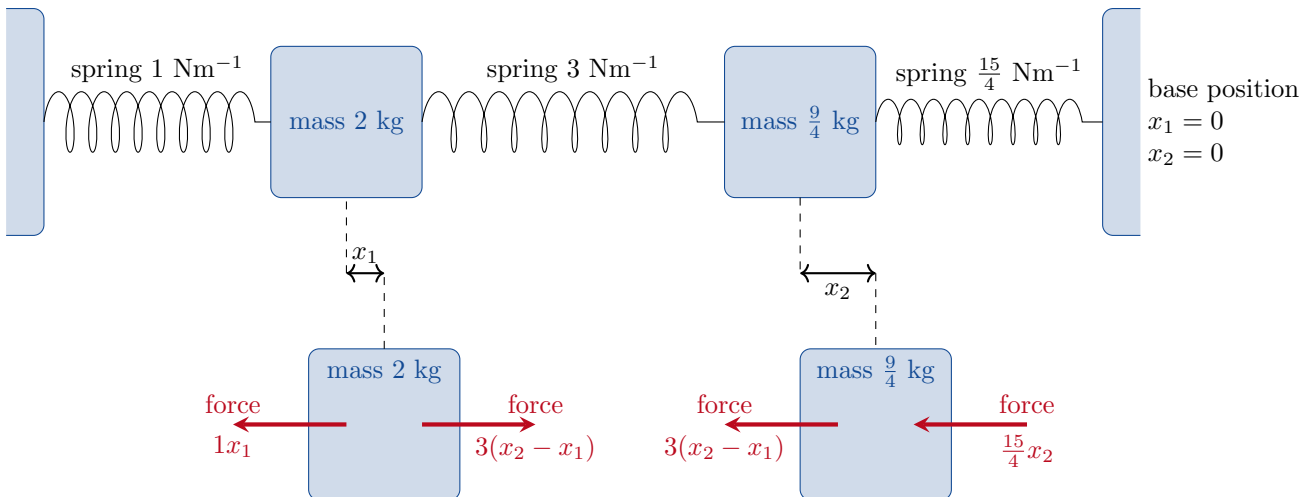 spring 1 Nm⁻¹
spring 3 Nm⁻¹
spring 15/4 Nm⁻¹
mass 2 kg
mass 9/4 kg
base position
x₁ = 0
x₂ = 0
x₁
x₂
mass 2 kg
mass 9/4 kg
force
1x₁
force
3(x₂ − x₁)
force
3(x₂ − x₁)
force
15/4 x₂